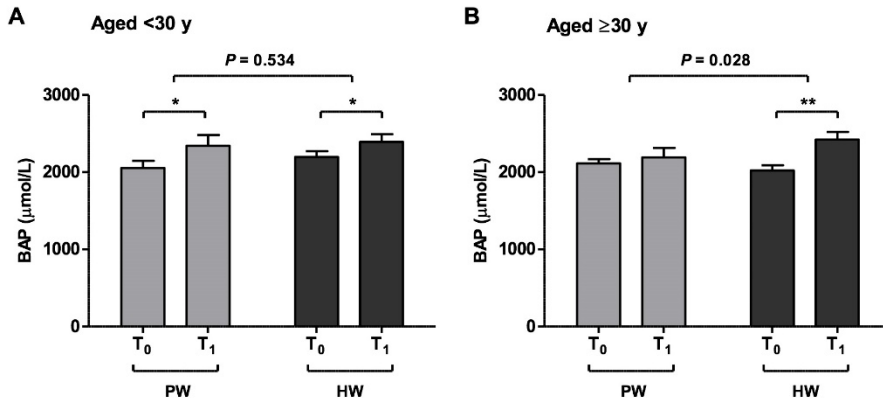 A
Aged <30 y
P = 0.534
* *
3000
2000
1000
0
BAP (μmol/L)
T0 T1 T0 T1
PW HW
B
Aged ≥30 y
P = 0.028
**
3000
2000
1000
0
BAP (μmol/L)
T0 T1 T0 T1
PW HW